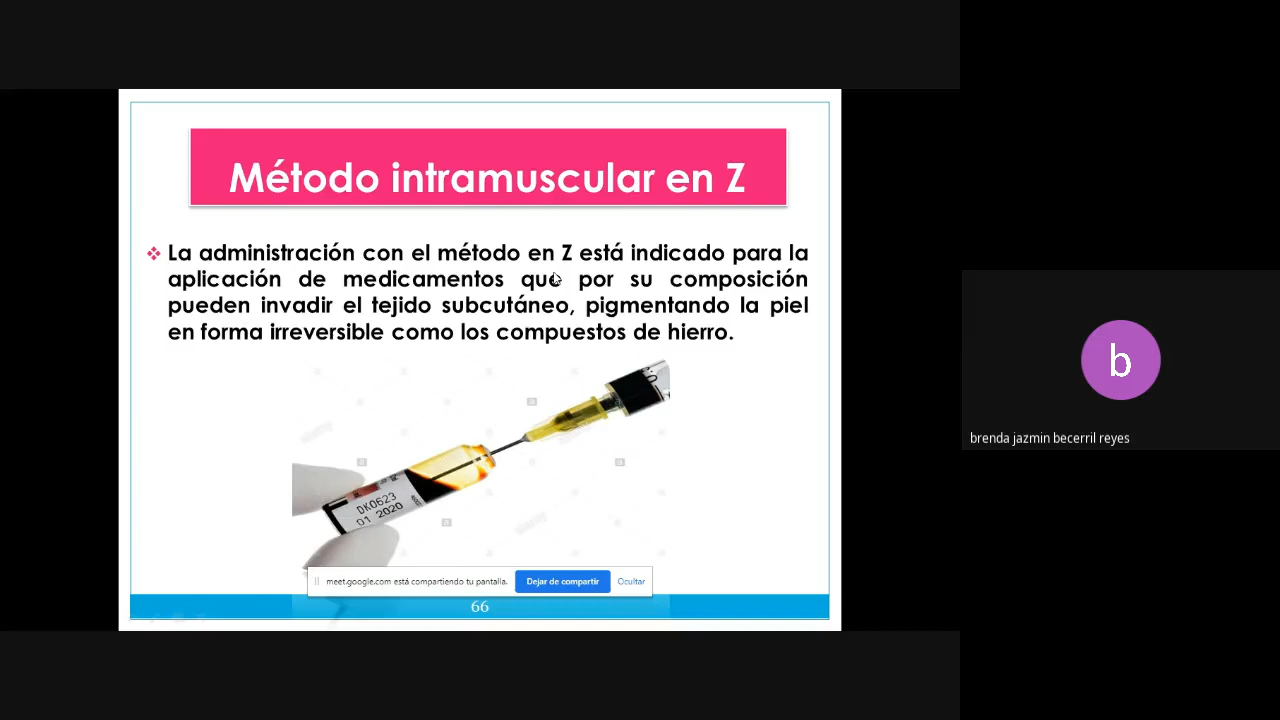 Método intramuscular en Z
La administración con el método en Z está indicado para la
aplicación de medicamentos que por su composición
pueden invadir el tejido subcutáneo, pigmentando la piel
en forma irreversible como los compuestos de hierro.
DK0623
01 2020
meet.google.com está compartiendo tu pantalla.
Dejar de compartir
Ocultar
66
b
brenda jazmin becerril reyes